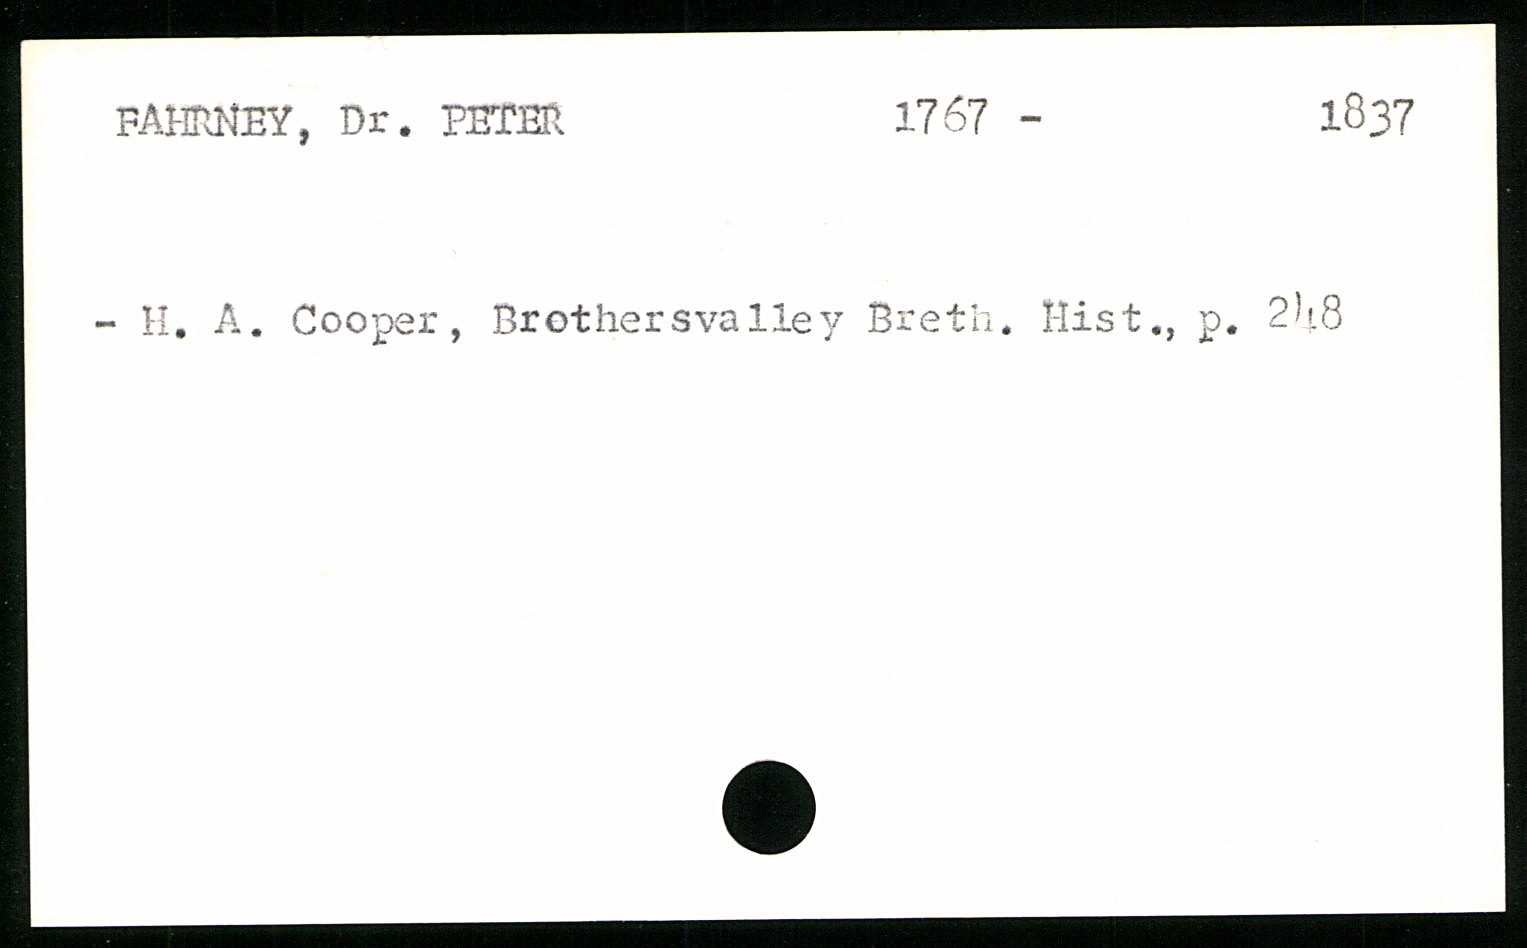 FAHRNEY, Dr. PETER 1767 - 1837
- H. A. Cooper, Brothersvalley Breth. Hist., p. 248